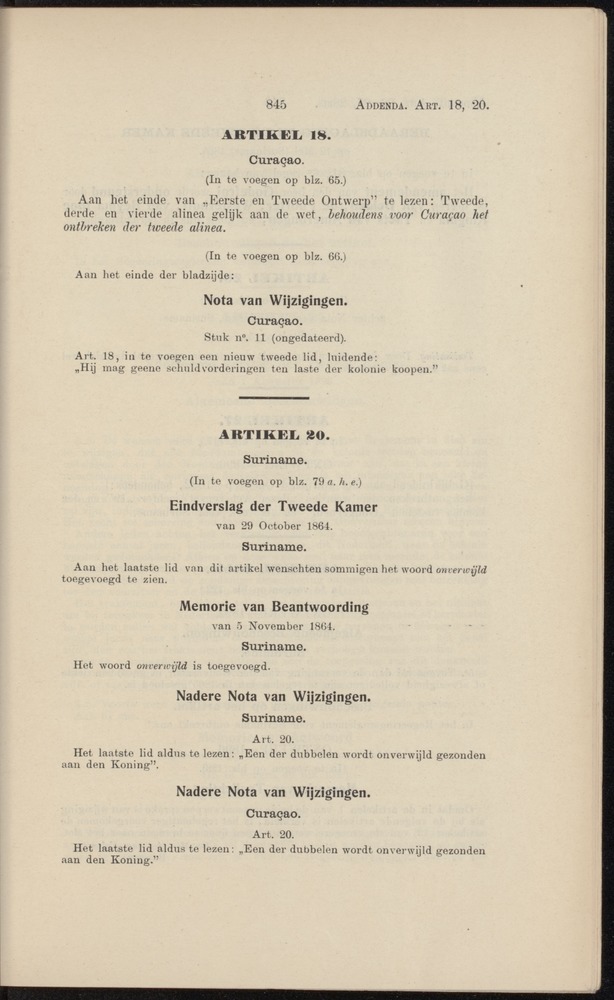 845 ADDENDA. ART. 18, 20.
ARTIKEL 18.
Curaçao.
(In te voegen op blz. 65.)
Aan het einde van „Eerste en Tweede Ontwerp” te lezen: Tweede,
derde en vierde alinea gelijk aan de wet, behoudens voor Curaçao het
ontbreken der tweede alinea.
(In te voegen op blz. 66.)
Aan het einde der bladzijde:
Nota van Wijzigingen.
Curaçao.
Stuk nº. 11 (ongedateerd).
Art. 18, in te voegen een nieuw tweede lid, luidende:
„Hij mag geene schuldvorderingen ten laste der kolonie koopen.”
ARTIKEL 20.
Suriname.
(In te voegen op blz. 79 a. h. e.)
Eindverslag der Tweede Kamer
van 29 October 1864.
Suriname.
Aan het laatste lid van dit artikel wenschten sommigen het woord onverwijld
toegevoegd te zien.
Memorie van Beantwoording
van 5 November 1864.
Suriname.
Het woord onverwijld is toegevoegd.
Nadere Nota van Wijzigingen.
Suriname.
Art. 20.
Het laatste lid aldus te lezen: „Een der dubbelen wordt onverwijld gezonden
aan den Koning”.
Nadere Nota van Wijzigingen.
Curaçao.
Art. 20.
Het laatste lid aldus te lezen: „Een der dubbelen wordt onverwijld gezonden
aan den Koning.”